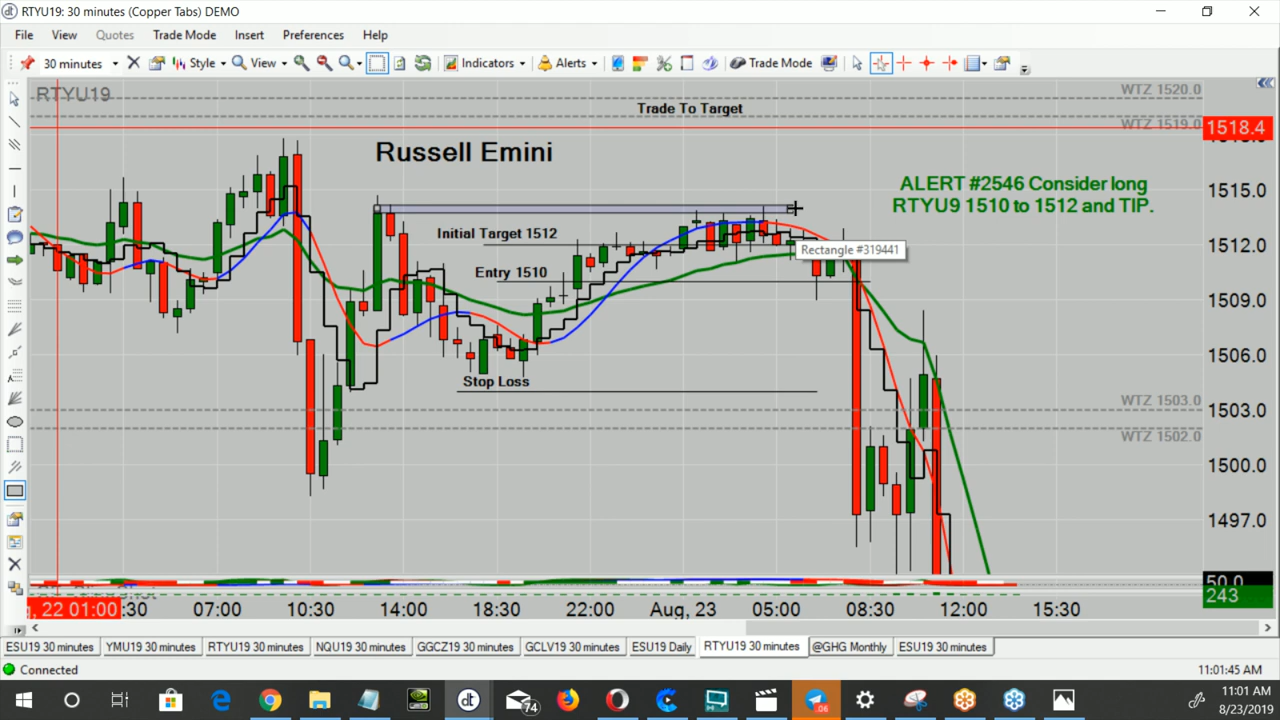 RTYU19: 30 minutes (Copper Tabs) DEMO
File View Quotes Trade Mode Insert Preferences Help
30 minutes Style View Indicators Alerts Trade Mode
RTYU19
WTZ 1520.0
Trade To Target
WTZ 1519.0
1518.4
Russell Emini
ALERT #2546 Consider long
RTYU9 1510 to 1512 and TIP.
1515.0
Initial Target 1512
1512.0
Rectangle #319441
Entry 1510
1509.0
1506.0
Stop Loss
WTZ 1503.0
1503.0
WTZ 1502.0
1500.0
1497.0
50.0
243
22 01:00 :30 07:00 10:30 14:00 18:30 22:00 Aug, 23 05:00 08:30 12:00 15:30
ESU19 30 minutes YMU19 30 minutes RTYU19 30 minutes NQU19 30 minutes GGCZ19 30 minutes GCLV19 30 minutes ESU19 Daily RTYU19 30 minutes @GHG Monthly ESU19 30 minutes
Connected 11:01:45 AM
dt 74 .06 11:01 AM
8/23/2019